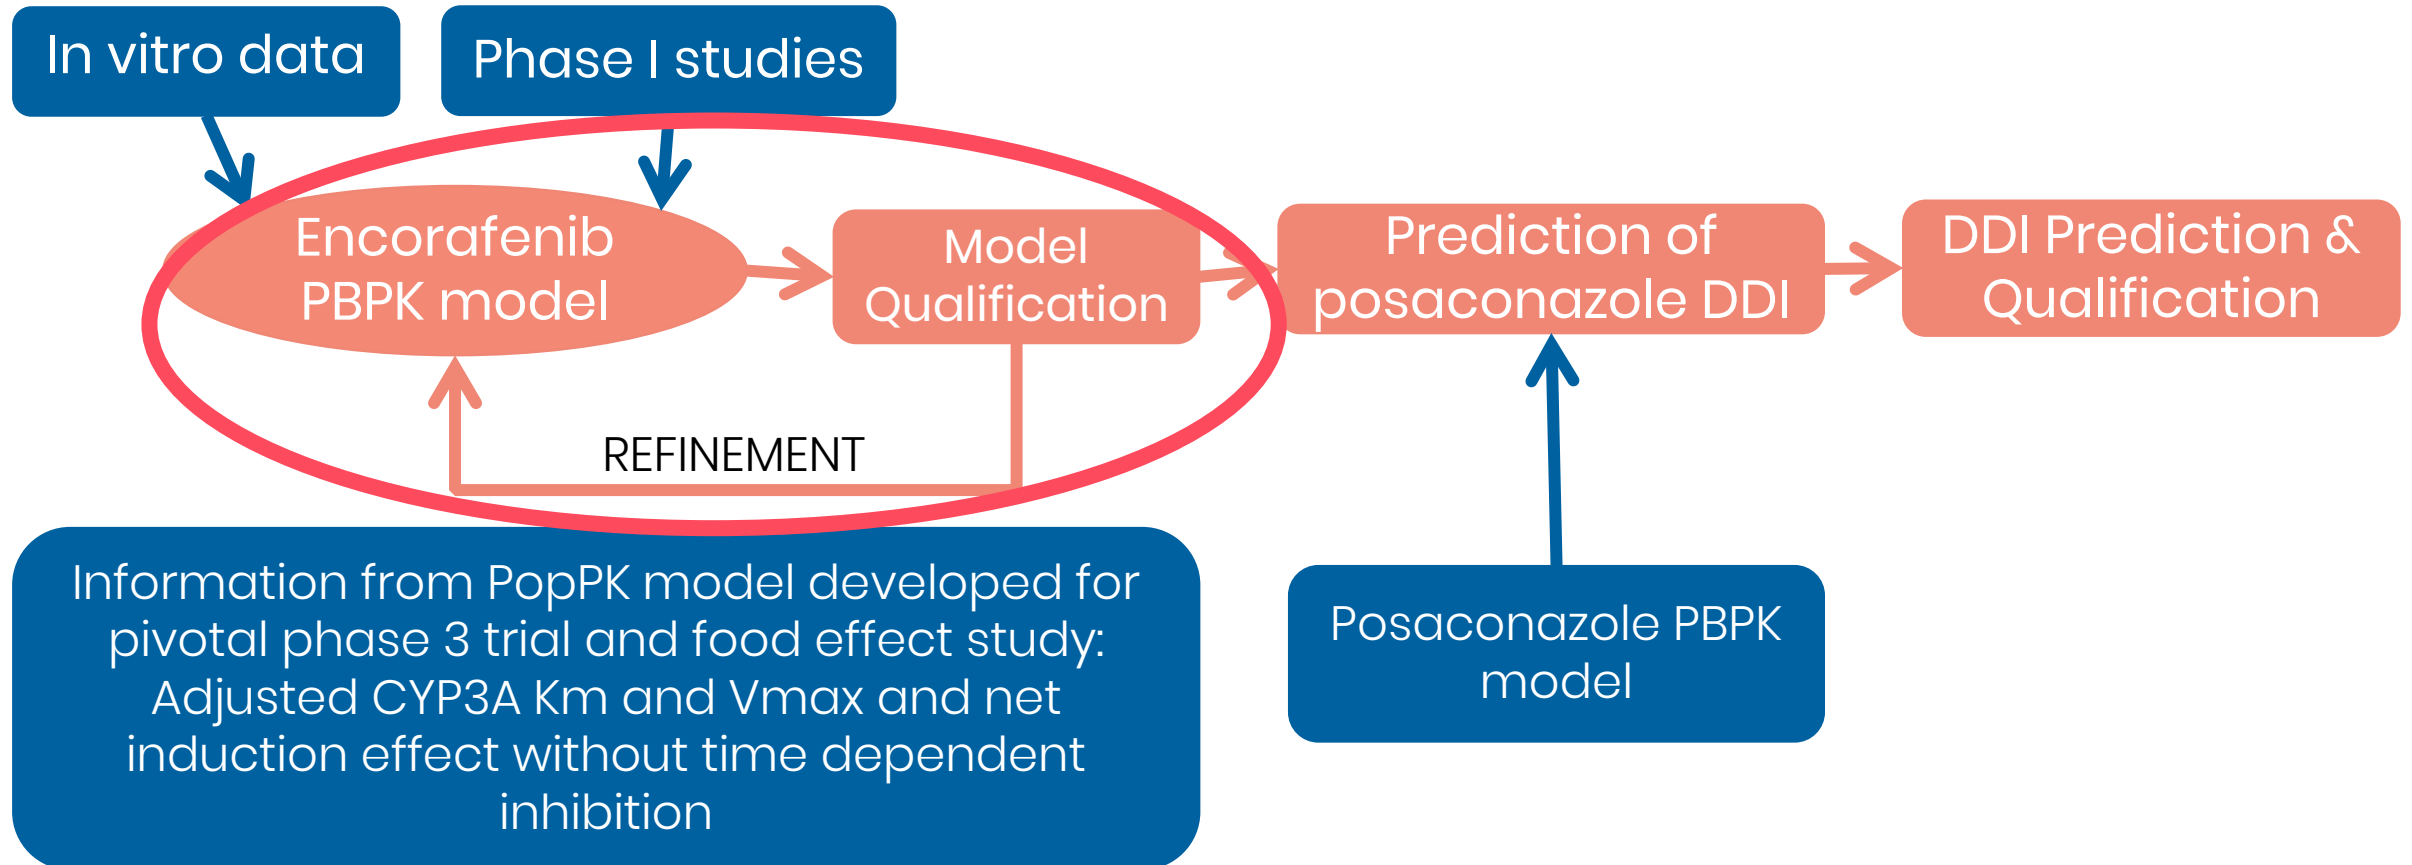 In vitro data
Phase I studies
Encorafenib
PBPK model
Model
Qualification
Prediction of
posaconazole DDI
DDI Prediction &
Qualification
REFINEMENT
Information from PopPK model developed for
pivotal phase 3 trial and food effect study:
Adjusted CYP3A Km and Vmax and net
induction effect without time dependent
inhibition
Posaconazole PBPK
model